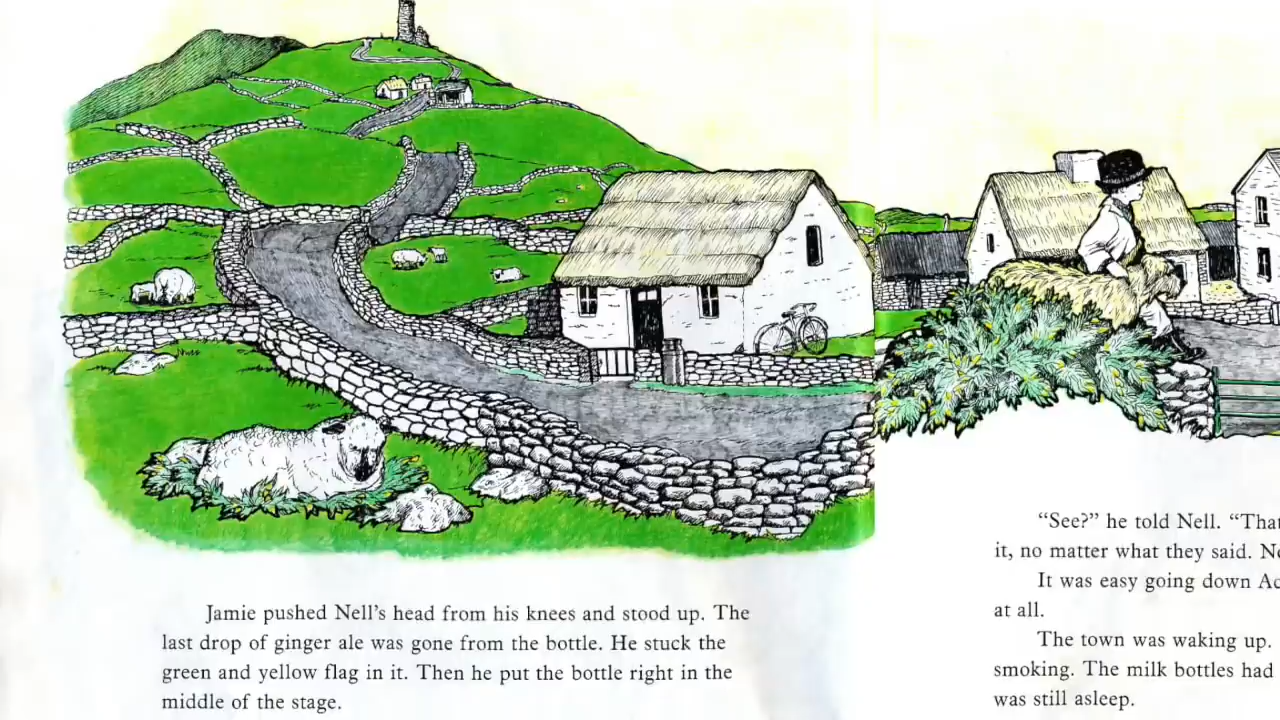 Jamie pushed Nell's head from his knees and stood up. The
last drop of ginger ale was gone from the bottle. He stuck the
green and yellow flag in it. Then he put the bottle right in the
middle of the stage.
“See?” he told Nell.
it, no matter what they said.
It was easy going down
at all.
The town was waking up.
smoking. The milk bottles had
was still asleep.